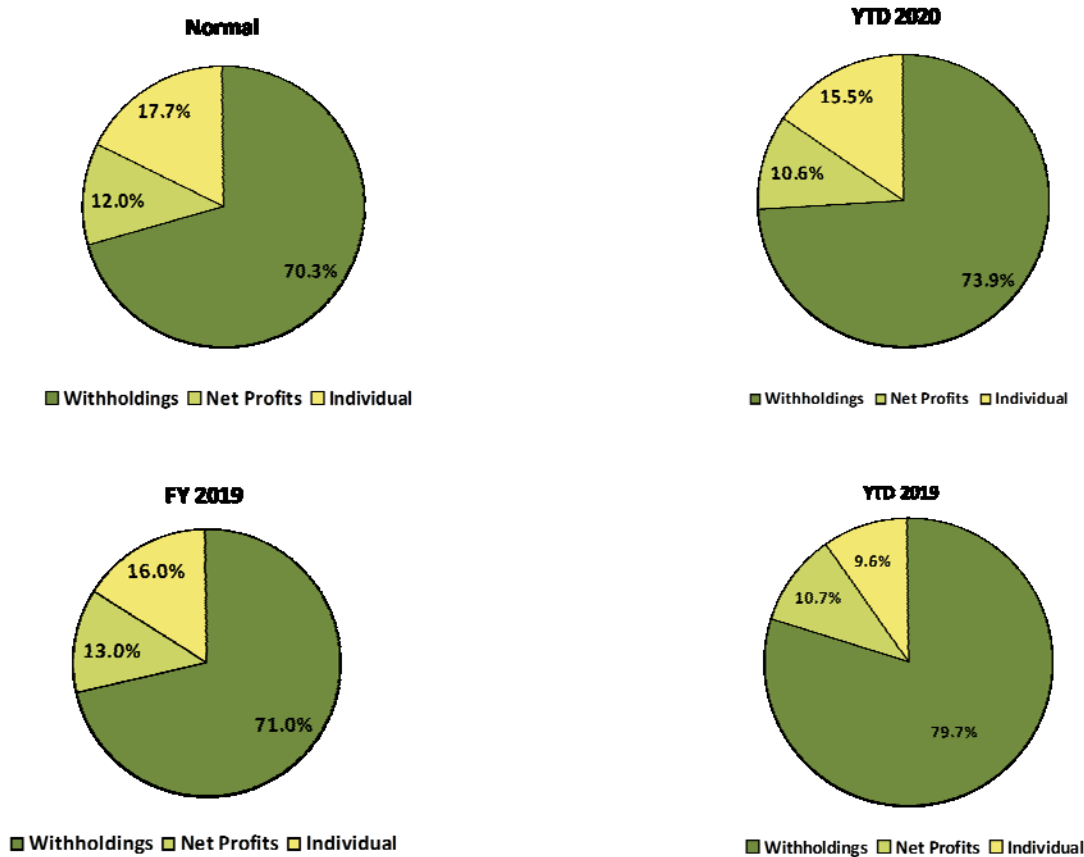 Normal
17.7%
12.0%
70.3%
Withholdings Net Profits Individual
YTD 2020
15.5%
10.6%
73.9%
Withholdings Net Profits Individual
FY 2019
16.0%
13.0%
71.0%
Withholdings Net Profits Individual
YTD 2019
9.6%
10.7%
79.7%
Withholdings Net Profits Individual